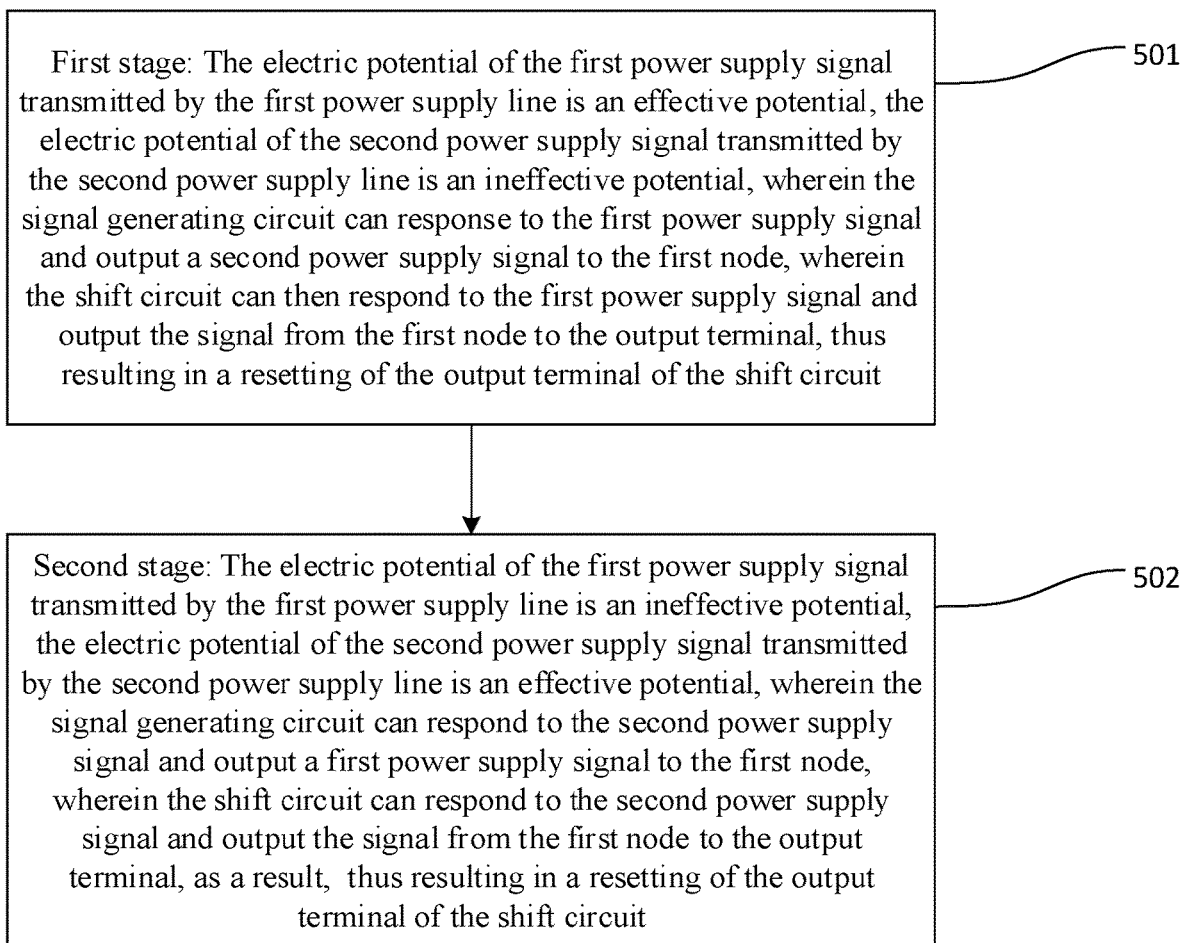 First stage: The electric potential of the first power supply signal
transmitted by the first power supply line is an effective potential, the
electric potential of the second power supply signal transmitted by
the second power supply line is an ineffective potential, wherein the
signal generating circuit can response to the first power supply signal
and output a second power supply signal to the first node, wherein
the shift circuit can then respond to the first power supply signal and
output the signal from the first node to the output terminal, thus
resulting in a resetting of the output terminal of the shift circuit
501
Second stage: The electric potential of the first power supply signal
transmitted by the first power supply line is an ineffective potential,
the electric potential of the second power supply signal transmitted
by the second power supply line is an effective potential, wherein the
signal generating circuit can respond to the second power supply
signal and output a first power supply signal to the first node,
wherein the shift circuit can respond to the second power supply
signal and output the signal from the first node to the output
terminal, as a result, thus resulting in a resetting of the output
terminal of the shift circuit
502